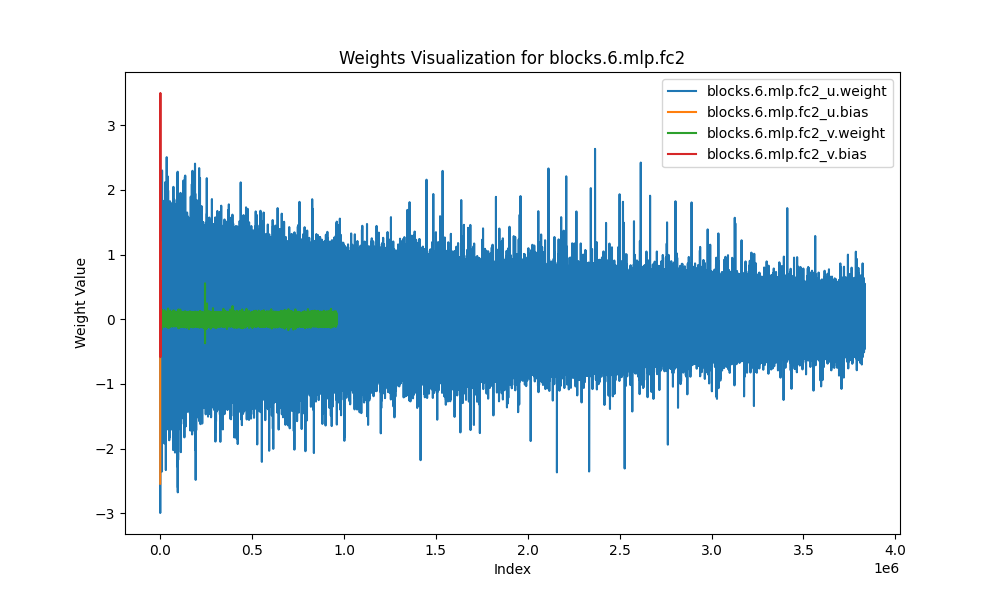 Weights Visualization for blocks.6.mlp.fc2
blocks.6.mlp.fc2_u.weight
blocks.6.mlp.fc2_u.bias
blocks.6.mlp.fc2_v.weight
blocks.6.mlp.fc2_v.bias
Weight Value
3
2
1
0
−1
−2
−3
0.0 0.5 1.0 1.5 2.0 2.5 3.0 3.5 4.0
1e6
Index